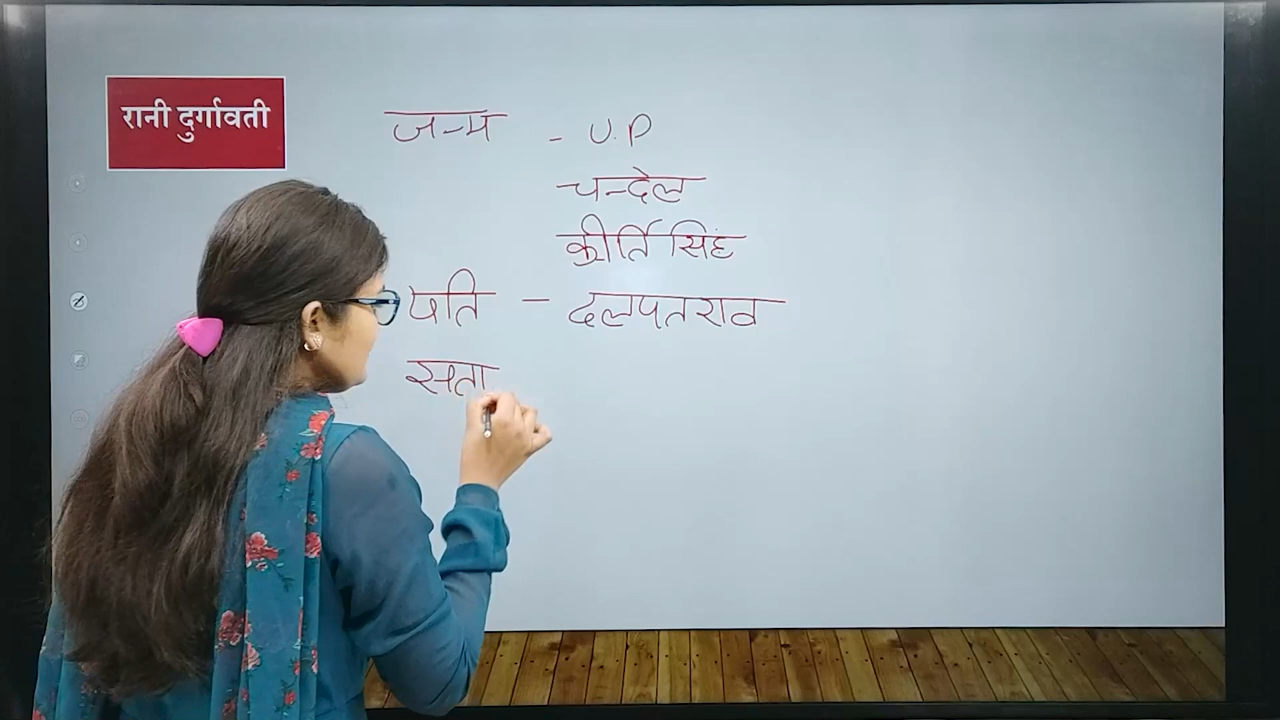 रानी दुर्गावती
जन्म - U.P
चन्देल
कीर्ति सिंह
पति - दलपतराव
सता